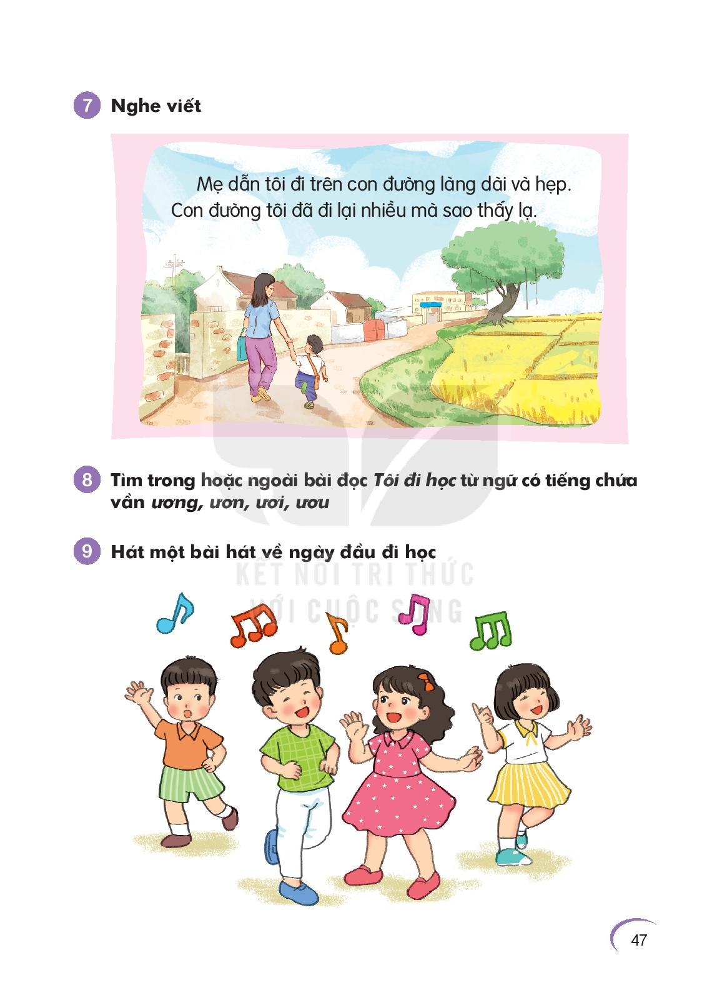 7 Nghe viết
Mẹ dẫn tôi đi trên con đường làng dài và hẹp.
Con đường tôi đã đi lại nhiều mà sao thấy lạ.
8 Tìm trong hoặc ngoài bài đọc Tôi đi học từ ngữ có tiếng chứa
vần ương, ươn, ươi, ươu
9 Hát một bài hát về ngày đầu đi học
KẾT NỐI TRI THỨC
VỚI CUỘC SỐNG
47